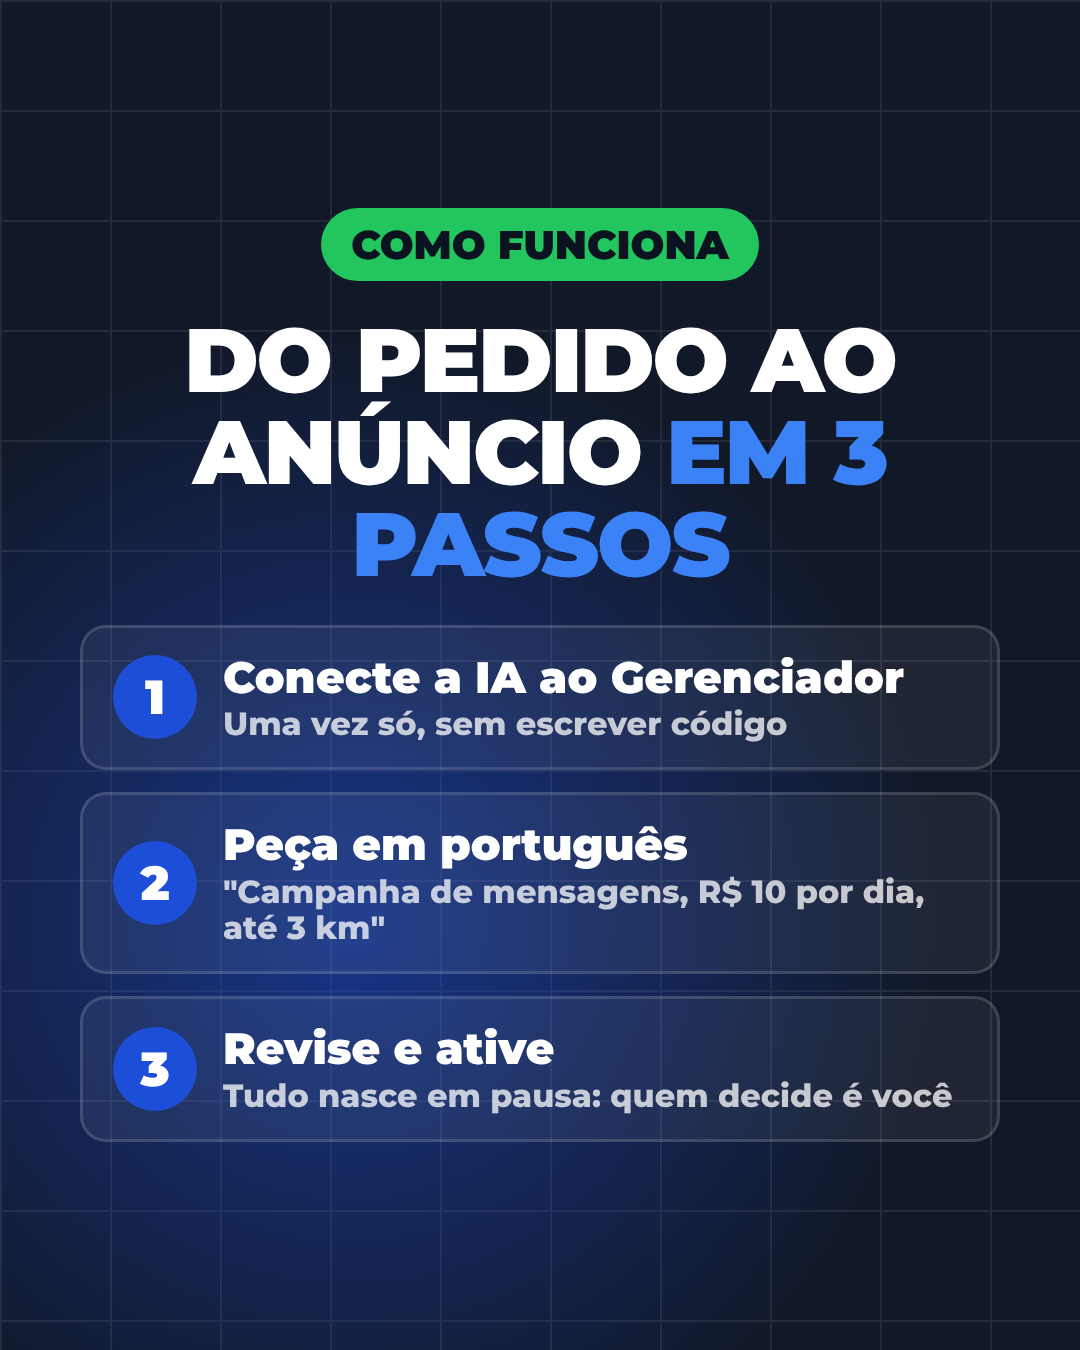 COMO FUNCIONA
DO PEDIDO AO
ANÚNCIO EM 3
PASSOS
1
Conecte a IA ao Gerenciador
Uma vez só, sem escrever código
2
Peça em português
"Campanha de mensagens, R$ 10 por dia,
até 3 km"
3
Revise e ative
Tudo nasce em pausa: quem decide é você